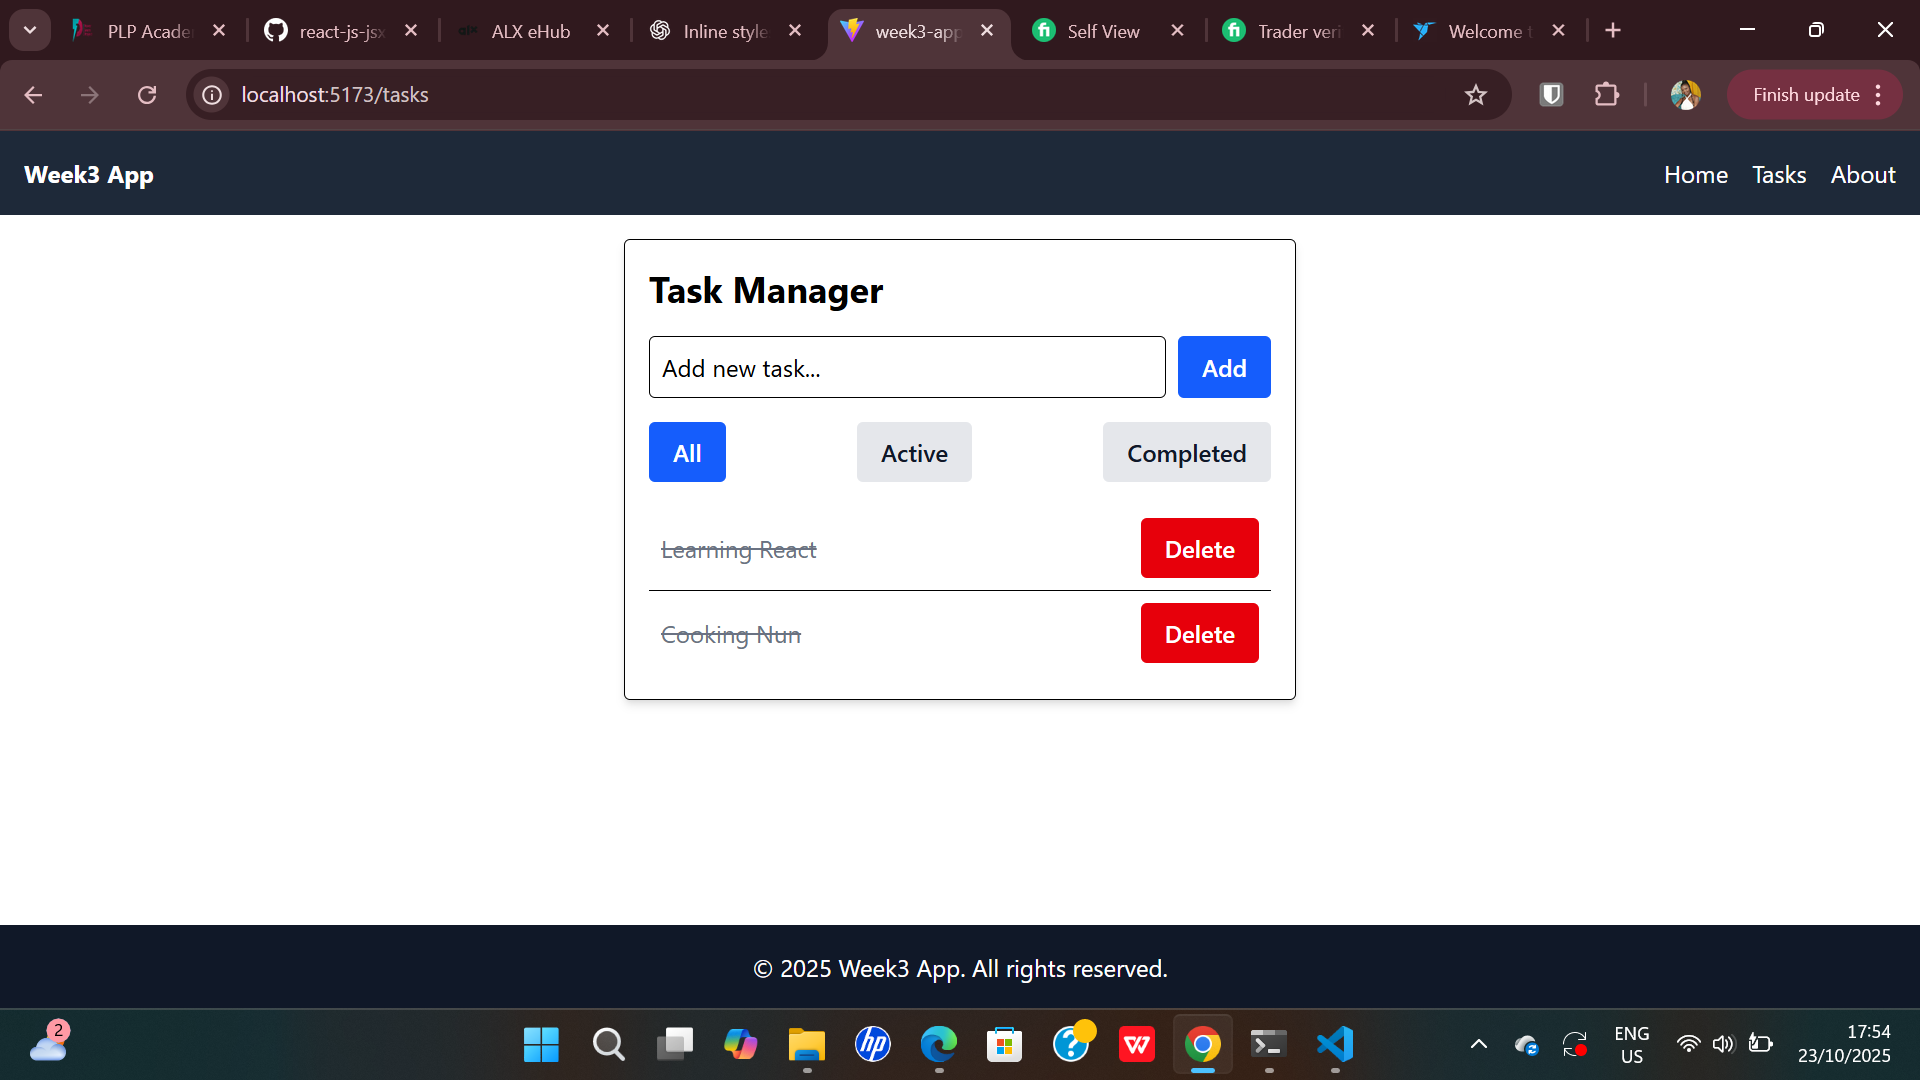 PLP Acade
react-js-jsx
ALX eHub
Inline style
week3-app
Self View
Trader veri
Welcome t
localhost:5173/tasks
Finish update
Week3 App
Home Tasks About
Task Manager
Add new task...
Add
All
Active
Completed
Learning React
Delete
Cooking Nun
Delete
© 2025 Week3 App. All rights reserved.
2
hp
W
ENG
US
17:54
23/10/2025